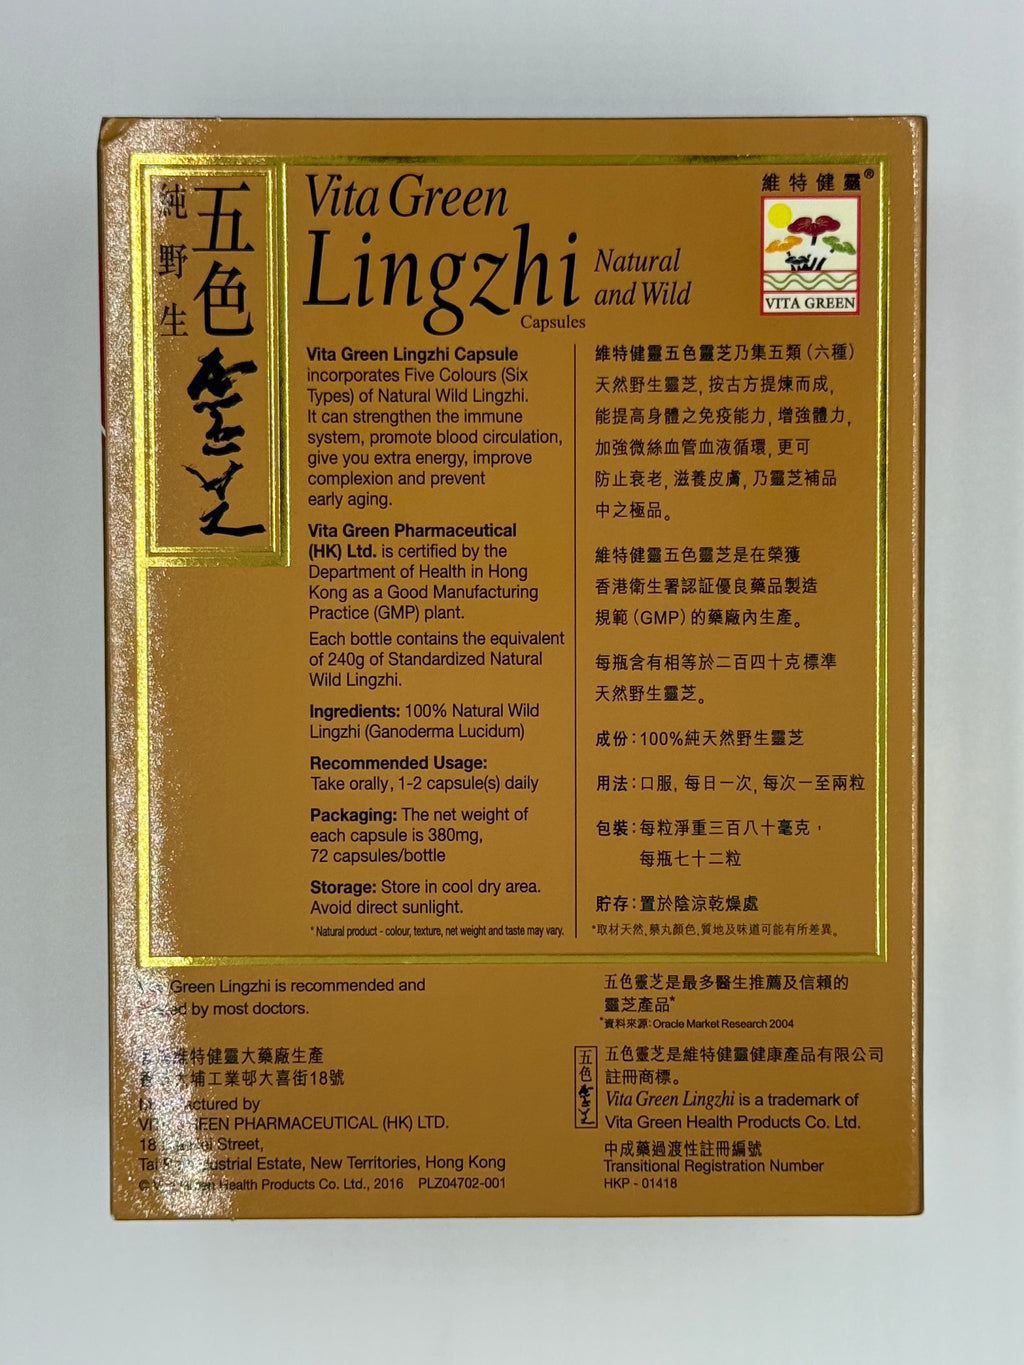 五色靈芝
純野生
Vita Green
Lingzhi
Natural
and Wild
Capsules
維特健靈®
VITA GREEN
Vita Green Lingzhi Capsule
incorporates Five Colours (Six
Types) of Natural Wild Lingzhi.
It can strengthen the immune
system, promote blood circulation,
give you extra energy, improve
complexion and prevent
early aging.
Vita Green Pharmaceutical
(HK) Ltd. is certified by the
Department of Health in Hong
Kong as a Good Manufacturing
Practice (GMP) plant.
Each bottle contains the equivalent
of 240g of Standardized Natural
Wild Lingzhi.
Ingredients: 100% Natural Wild
Lingzhi (Ganoderma Lucidum)
Recommended Usage:
Take orally, 1-2 capsule(s) daily
Packaging: The net weight of
each capsule is 380mg,
72 capsules/bottle
Storage: Store in cool dry area.
Avoid direct sunlight.
* Natural product - colour, texture, net weight and taste may vary.
維特健靈五色靈芝乃集五類（六種）
天然野生靈芝, 按古方提煉而成,
能提高身體之免疫能力, 增強體力,
加強微絲血管血液循環, 更可
防止衰老, 滋養皮膚, 乃靈芝補品
中之極品。
維特健靈五色靈芝是在榮獲
香港衛生署認証優良藥品製造
規範（GMP）的藥廠內生產。
每瓶含有相等於二百四十克標準
天然野生靈芝。
成份：100%純天然野生靈芝
用法：口服, 每日一次, 每次一至兩粒
包裝：每粒淨重三百八十毫克，
每瓶七十二粒
貯存：置於陰涼乾燥處
*取材天然,藥丸顏色,質地及味道可能有所差異。
Green Lingzhi is recommended and
by most doctors.
維特健靈大藥廠生產
大埔工業邨大喜街18號
by
PHARMACEUTICAL (HK) LTD.
18 Street,
Tai Estate, New Territories, Hong Kong
© Health Products Co. Ltd., 2016 PLZ04702-001
五色靈芝是最多醫生推薦及信賴的
靈芝產品*
*資料來源: Oracle Market Research 2004
五色靈芝
五色靈芝是維特健靈健康產品有限公司
註冊商標。
Vita Green Lingzhi is a trademark of
Vita Green Health Products Co. Ltd.
中成藥過渡性註冊編號
Transitional Registration Number
HKP - 01418